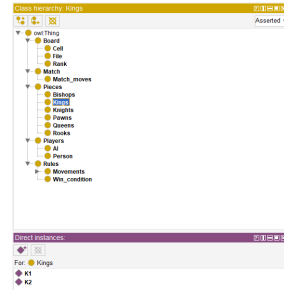 Class hierarchy: Kings
Asserted
owl:Thing
Board
Cell
File
Rank
Match
Match_moves
Pieces
Bishops
Kings
Knights
Pawns
Queens
Rooks
Players
AI
Person
Rules
Movements
Win_condition
Direct instances:
For: Kings
K1
K2